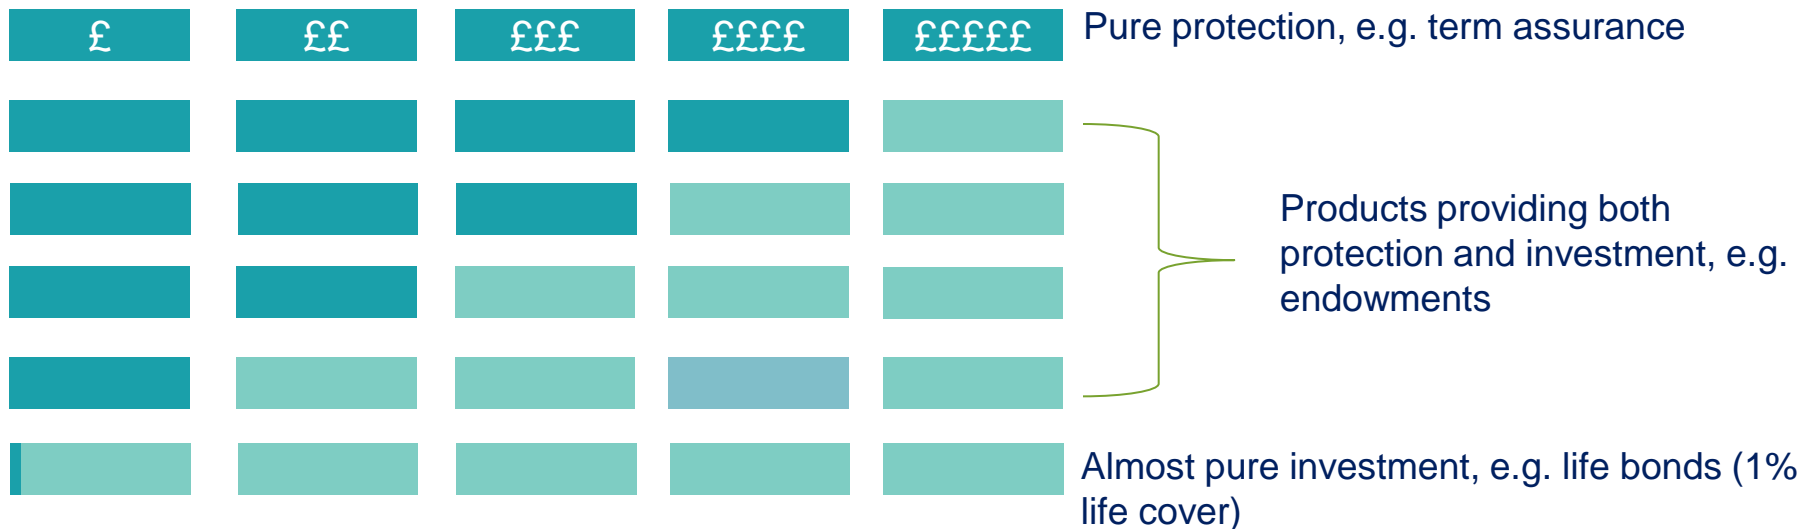 £ ££ £££ ££££ £££££ Pure protection, e.g. term assurance
Products providing both
protection and investment, e.g.
endowments
Almost pure investment, e.g. life bonds (1%
life cover)